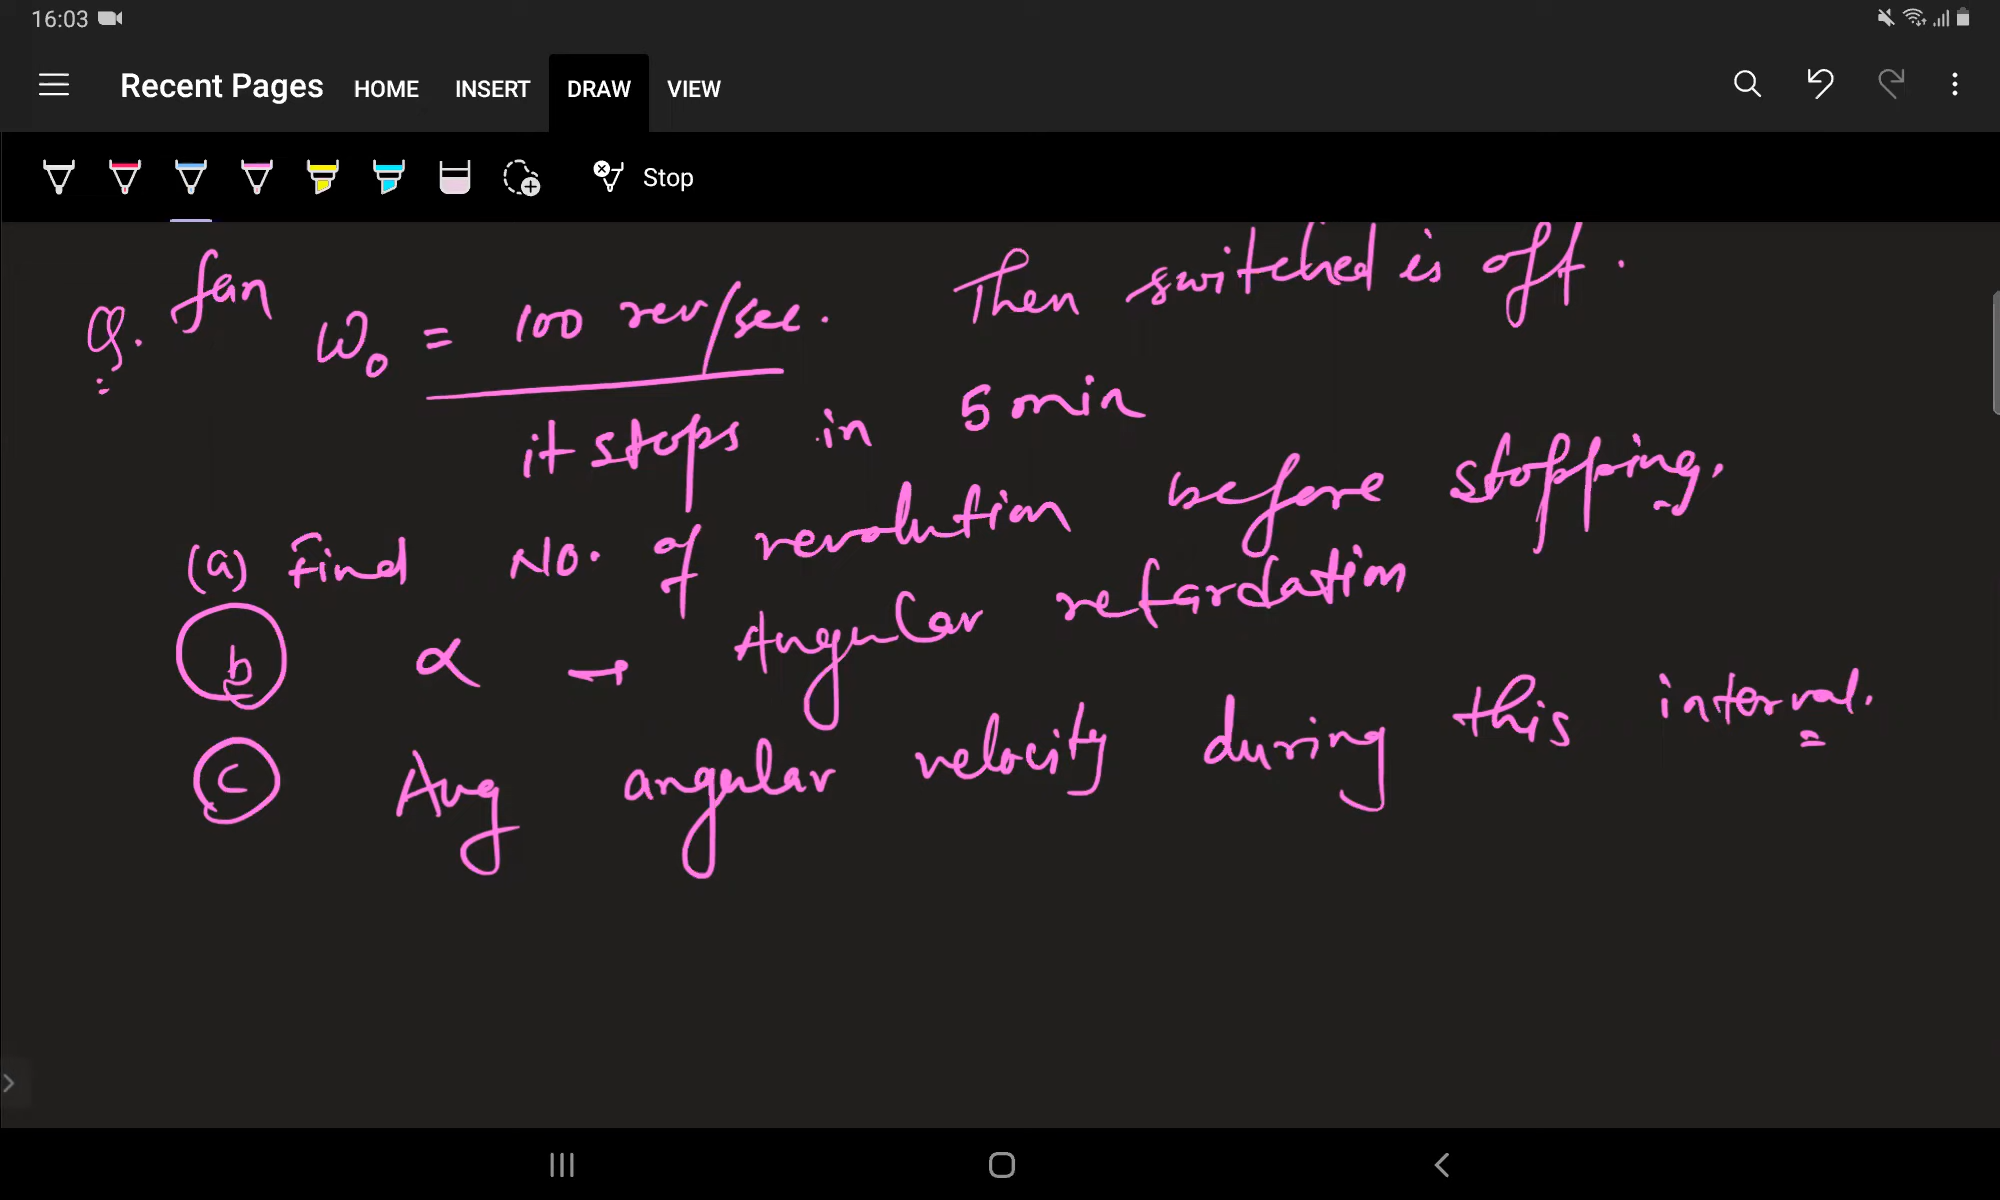 16:03
Recent Pages HOME INSERT DRAW VIEW
Stop
Q. fan ω₀ = 100 rev/sec. Then switched is off.
it stops in 5 min
(a) Find No. of revolution before stopping.
b α → Angular retardation
c Avg angular velocity during this interval.